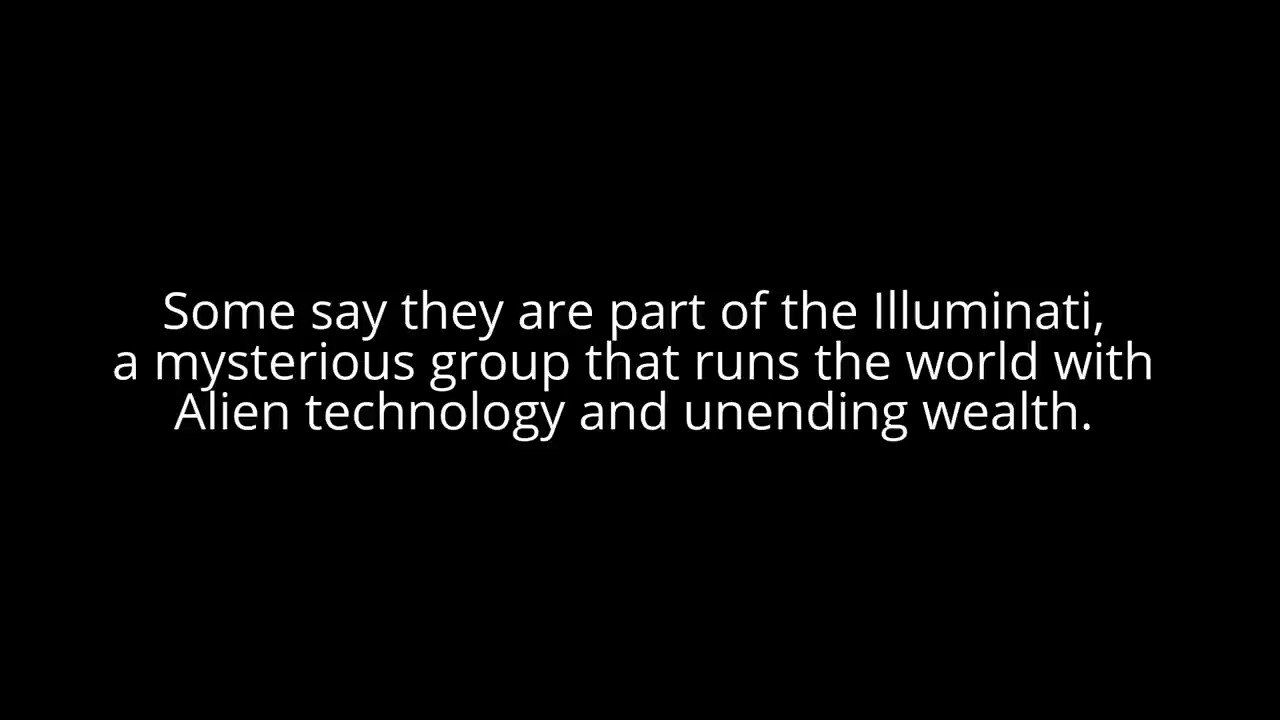 Some say they are part of the Illuminati,
a mysterious group that runs the world with
Alien technology and unending wealth.